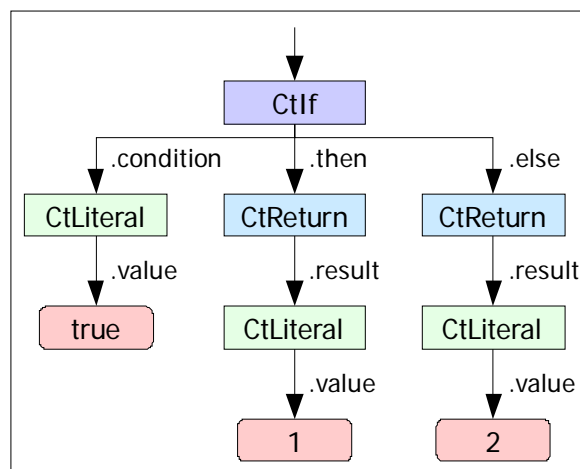 CtIf
.condition .then .else
CtLiteral CtReturn CtReturn
.value .result .result
true CtLiteral CtLiteral
.value .value
1 2